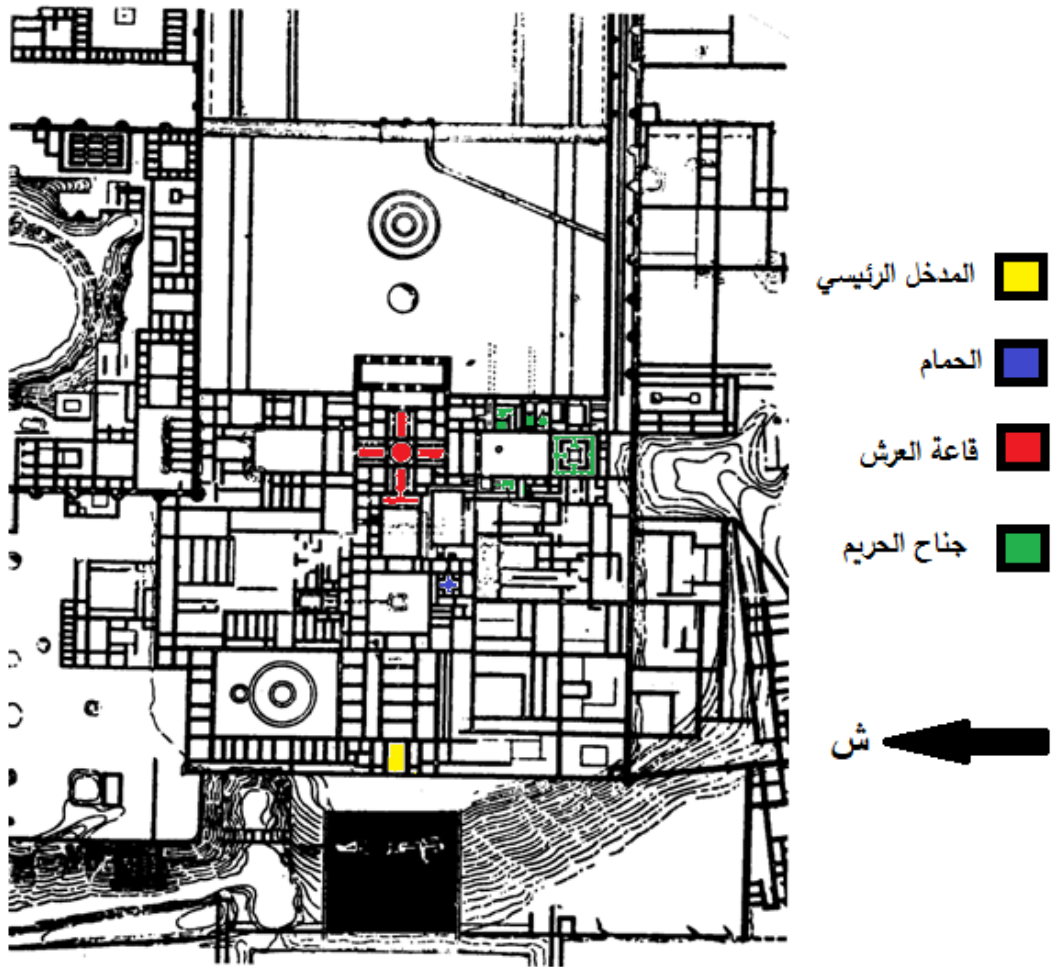 المدخل الرئيسي
الحمام
قاعة العرش
جناح الحريم
ش